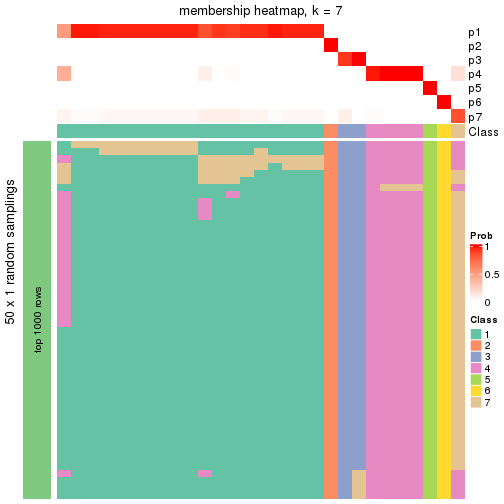 membership heatmap, k = 7
p1
p2
p3
p4
p5
p6
p7
Class
50 x 1 random samplings
top 1000 rows
Prob
1
0.5
0
Class
1
2
3
4
5
6
7